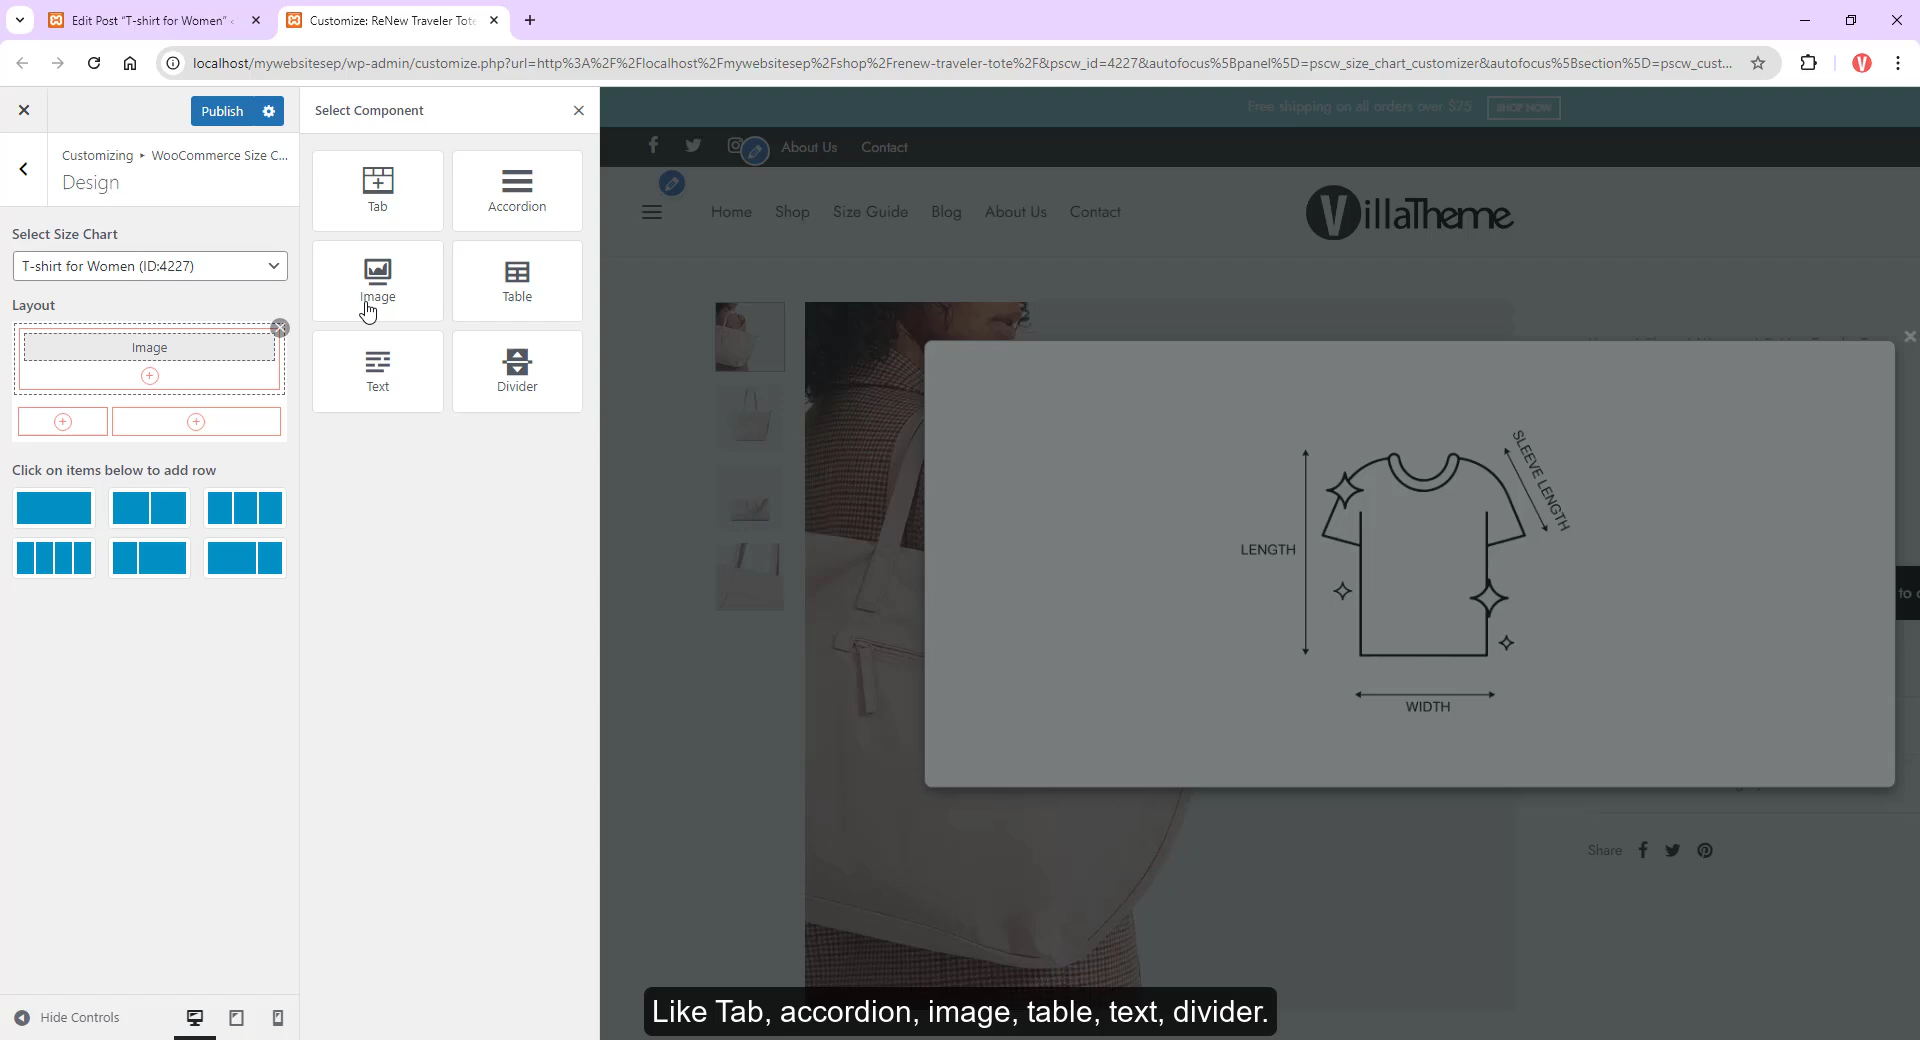 Edit Post "T-shirt for Women"
Customize: ReNew Traveler Tote
localhost/mywebsitesep/wp-admin/customize.php?url=http%3A%2F%2Flocalhost%2Fmywebsitesep%2Fshop%2Frenew-traveler-tote%2F&pscw_id=4227&autofocus%5Bpanel%5D=pscw_size_chart_customizer&autofocus%5Bsection%5D=pscw_cust...
Publish
Select Component
Customizing ▸ WooCommerce Size C...
Design
Select Size Chart
T-shirt for Women (ID:4227)
Layout
Image
Click on items below to add row
Hide Controls
Tab
Accordion
Image
Table
Text
Divider
Free shipping on all orders over $75
SHOP NOW
About Us
Contact
Home
Shop
Size Guide
Blog
About Us
Contact
VillaTheme
SLEEVE LENGTH
LENGTH
WIDTH
to
Share
Like Tab, accordion, image, table, text, divider.